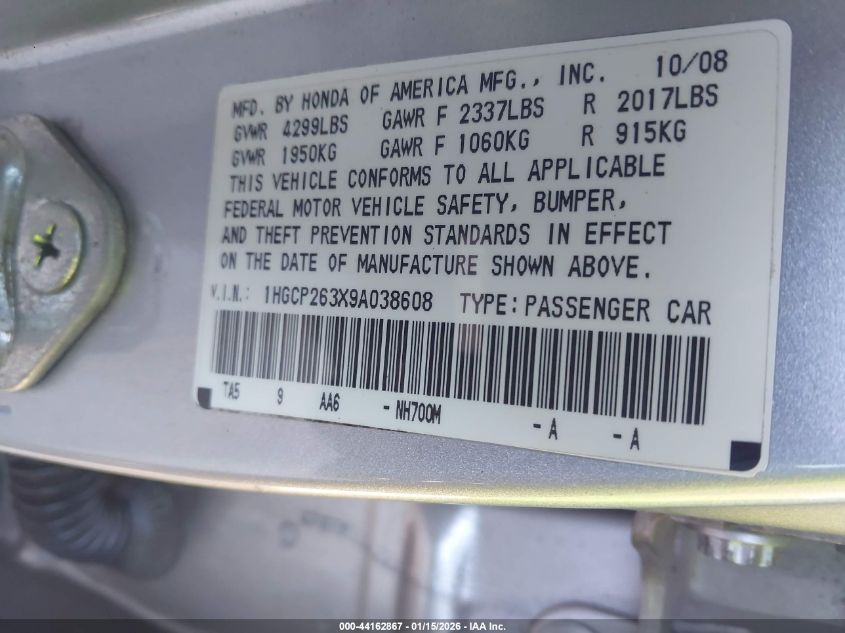 MFD. BY HONDA OF AMERICA MFG., INC. 10/08
GVWR 4299LBS GAWR F 2337LBS R 2017LBS
GVWR 1950KG GAWR F 1060KG R 915KG
THIS VEHICLE CONFORMS TO ALL APPLICABLE
FEDERAL MOTOR VEHICLE SAFETY, BUMPER,
AND THEFT PREVENTION STANDARDS IN EFFECT
ON THE DATE OF MANUFACTURE SHOWN ABOVE.
V.I.N.: 1HGCP263X9A038608 TYPE: PASSENGER CAR
TA5 9 AA6 - NH700M - A - A
000-44162867 - 01/15/2026 - IAA Inc.